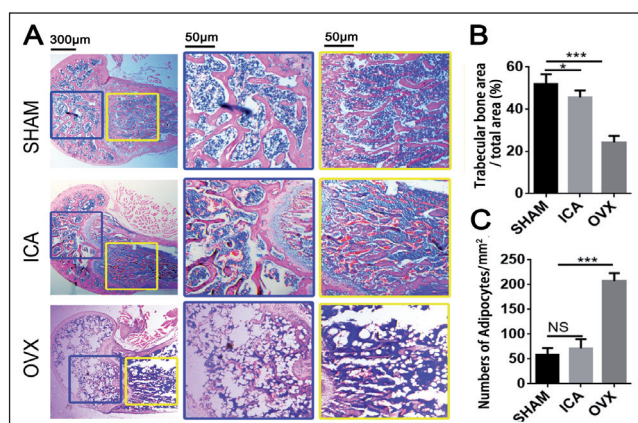 A
300µm
50µm
50µm
SHAM
ICA
OVX
B
Trabecular bone area
/ total area (%)
60
40
20
0
***
*
SHAM
ICA
OVX
C
Numbers of Adipocytes/mm²
250
200
150
100
50
0
***
NS
SHAM
ICA
OVX